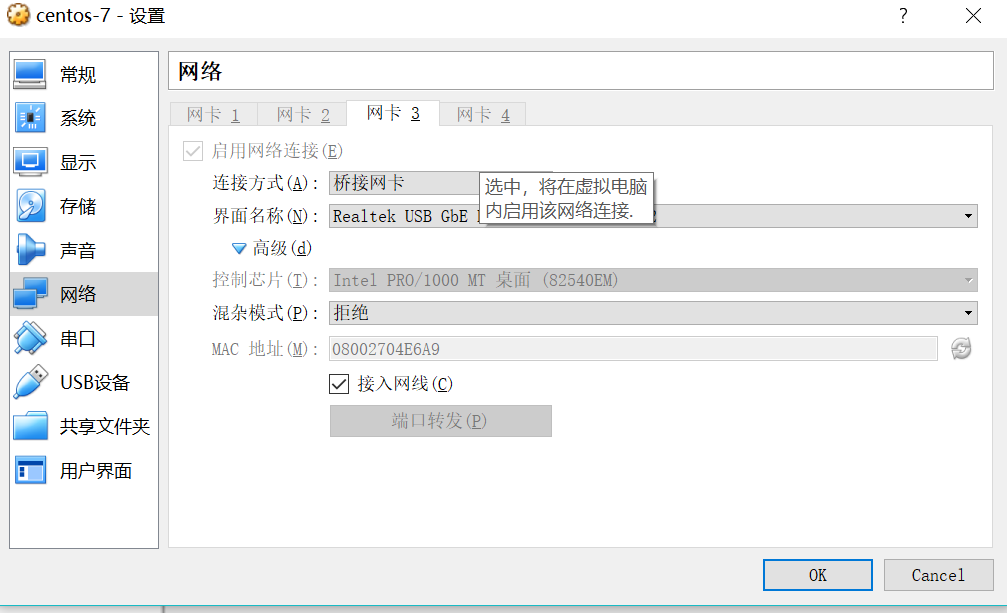 centos-7 - 设置
?
常规
系统
显示
存储
声音
网络
串口
USB设备
共享文件夹
用户界面
网络
网卡 1 网卡 2 网卡 3 网卡 4
启用网络连接(E)
连接方式(A): 桥接网卡
选中，将在虚拟电脑
内启用该网络连接.
界面名称(N): Realtek USB GbE
高级(d)
控制芯片(T): Intel PRO/1000 MT 桌面 (82540EM)
混杂模式(P): 拒绝
MAC 地址(M): 08002704E6A9
接入网线(C)
端口转发(P)
OK Cancel